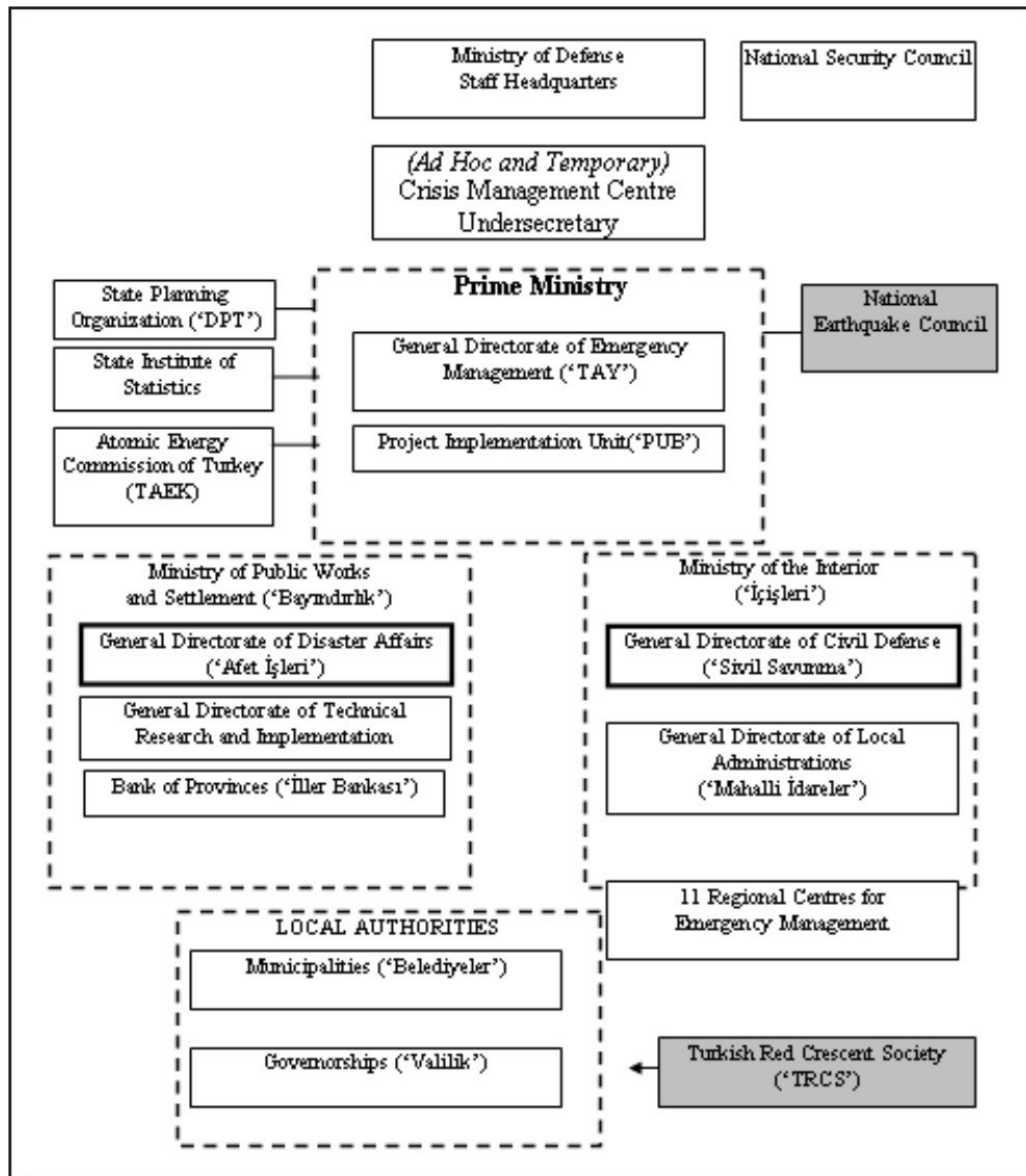 Ministry of Defense
Staff Headquarters
National Security Council
(Ad Hoc and Temporary)
Crisis Management Centre
Undersecretary
Prime Ministry
State Planning
Organization (‘DPT’)
National
Earthquake Council
General Directorate of Emergency
Management (‘TAY’)
State Institute of
Statistics
Project Implementation Unit(‘PUB’)
Atomic Energy
Commission of Turkey
(TAEK)
Ministry of Public Works
and Settlement (‘Bayındırlık’)
General Directorate of Disaster Affairs
(‘Afet İşleri’)
General Directorate of Technical
Research and Implementation
Bank of Provinces (‘İller Bankası’)
Ministry of the Interior
(‘İçişleri’)
General Directorate of Civil Defense
(‘Sivil Savunma’)
General Directorate of Local
Administrations
(‘Mahalli İdareler’)
11 Regional Centres for
Emergency Management
LOCAL AUTHORITIES
Municipalities (‘Belediyeler’)
Governorships (‘Valilik’)
Turkish Red Crescent Society
(‘TRCS’)